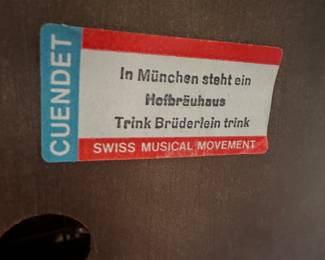 CUENDET
In München steht ein
Hofbräuhaus
Trink Brüderlein trink
SWISS MUSICAL MOVEMENT